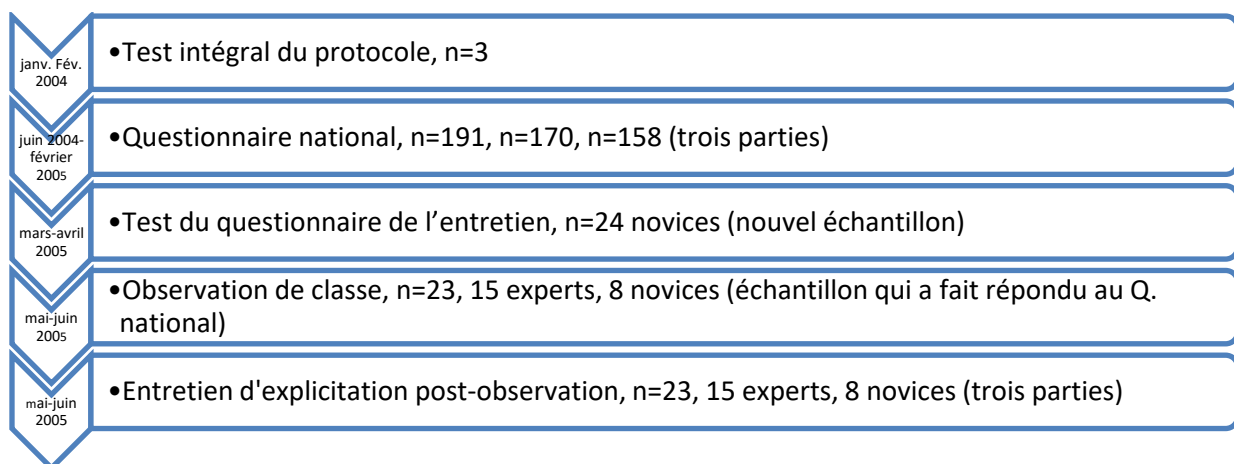 janv. Fév.
2004
•Test intégral du protocole, n=3
juin 2004-
février
2005
•Questionnaire national, n=191, n=170, n=158 (trois parties)
mars-avril
2005
•Test du questionnaire de l’entretien, n=24 novices (nouvel échantillon)
mai-juin
2005
•Observation de classe, n=23, 15 experts, 8 novices (échantillon qui a fait répondu au Q.
national)
mai-juin
2005
•Entretien d'explicitation post-observation, n=23, 15 experts, 8 novices (trois parties)